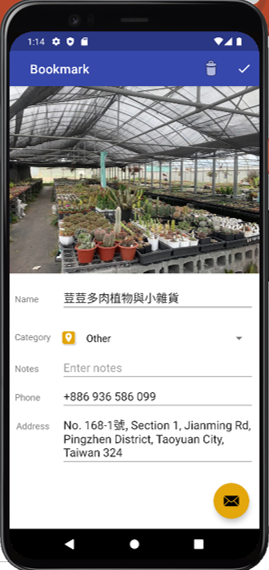 1:14
Bookmark
Name
荳荳多肉植物與小雜貨
Category
Other
Notes
Enter notes
Phone
+886 936 586 099
Address
No. 168-1號, Section 1, Jianming Rd,
Pingzhen District, Taoyuan City,
Taiwan 324